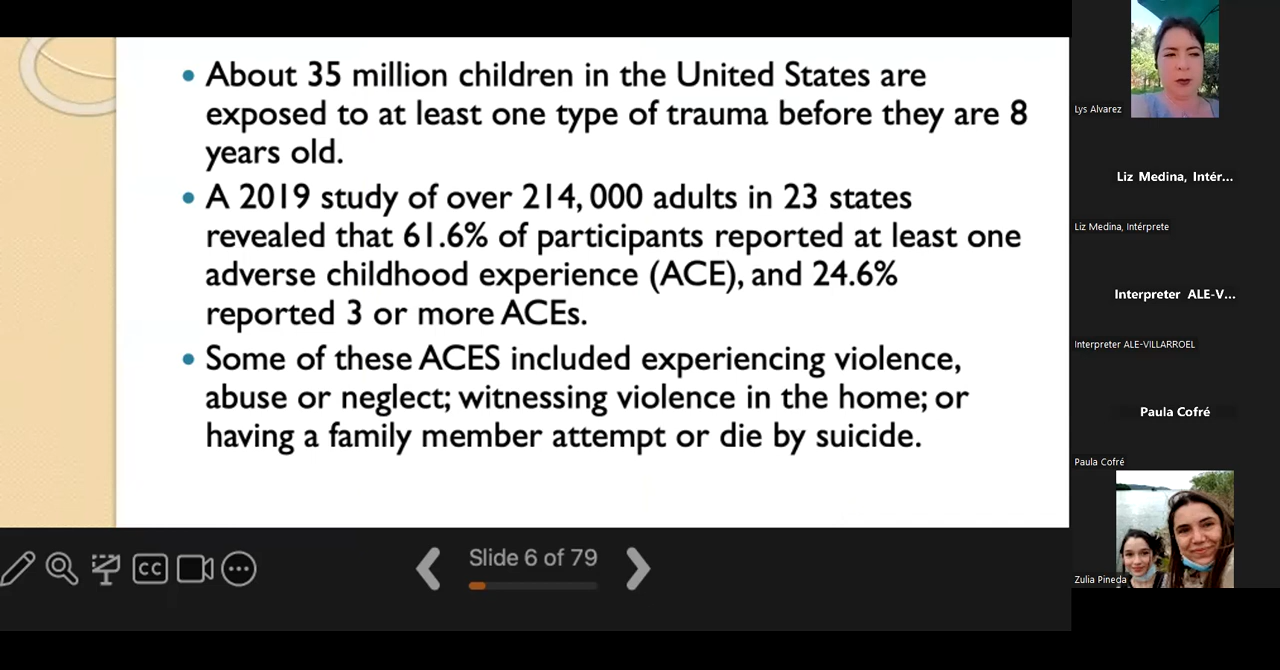 • About 35 million children in the United States are
exposed to at least one type of trauma before they are 8
years old.
• A 2019 study of over 214, 000 adults in 23 states
revealed that 61.6% of participants reported at least one
adverse childhood experience (ACE), and 24.6%
reported 3 or more ACEs.
• Some of these ACES included experiencing violence,
abuse or neglect; witnessing violence in the home; or
having a family member attempt or die by suicide.
CC
Slide 6 of 79
Lys Alvarez
Liz Medina, Intér...
Liz Medina, Intérprete
Interpreter ALE-V...
Interpreter ALE-VILLARROEL
Paula Cofré
Paula Cofré
Zulia Pineda